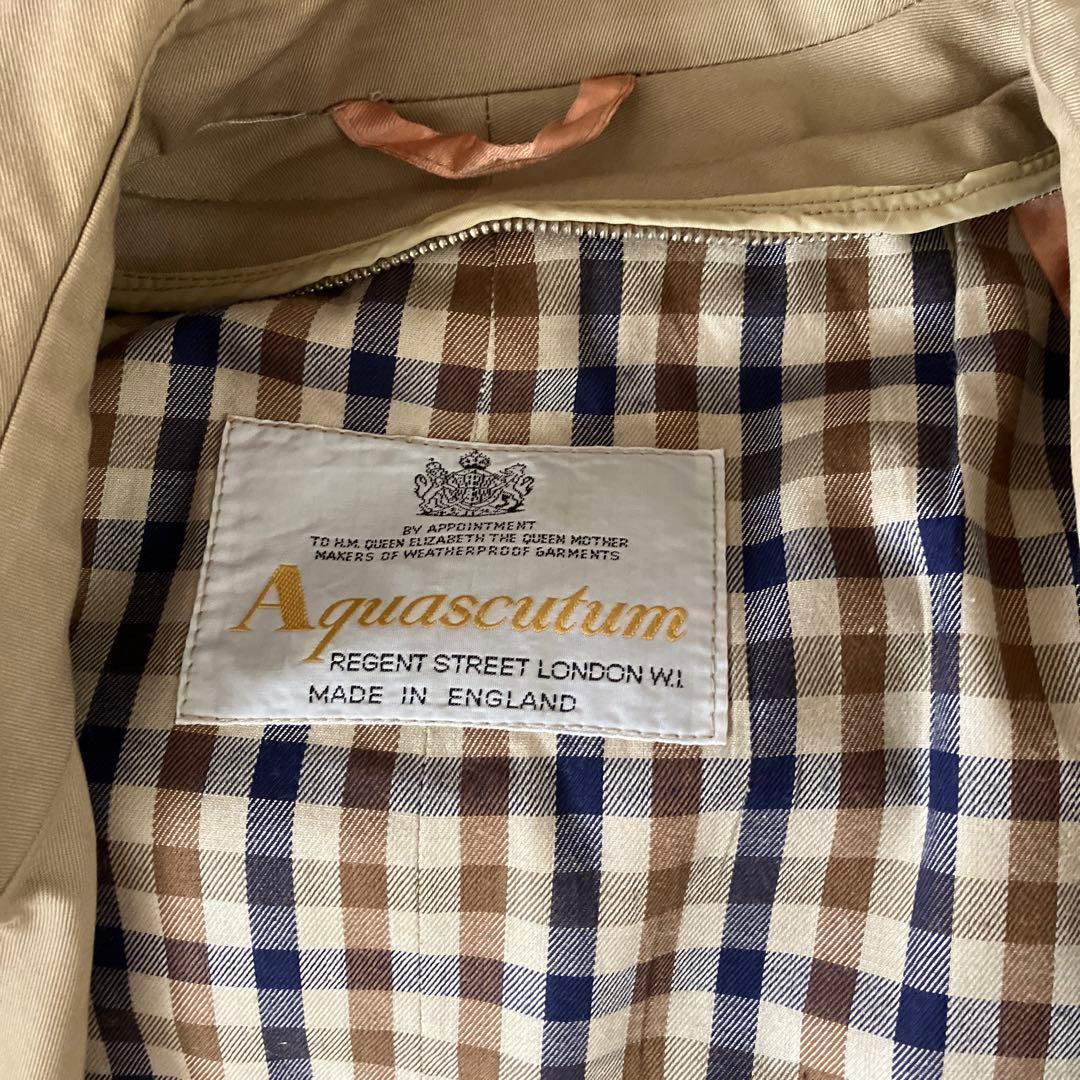 BY APPOINTMENT
TO H.M. QUEEN ELIZABETH THE QUEEN MOTHER
MAKERS OF WEATHERPROOF GARMENTS
Aquascutum
REGENT STREET LONDON W.I.
MADE IN ENGLAND